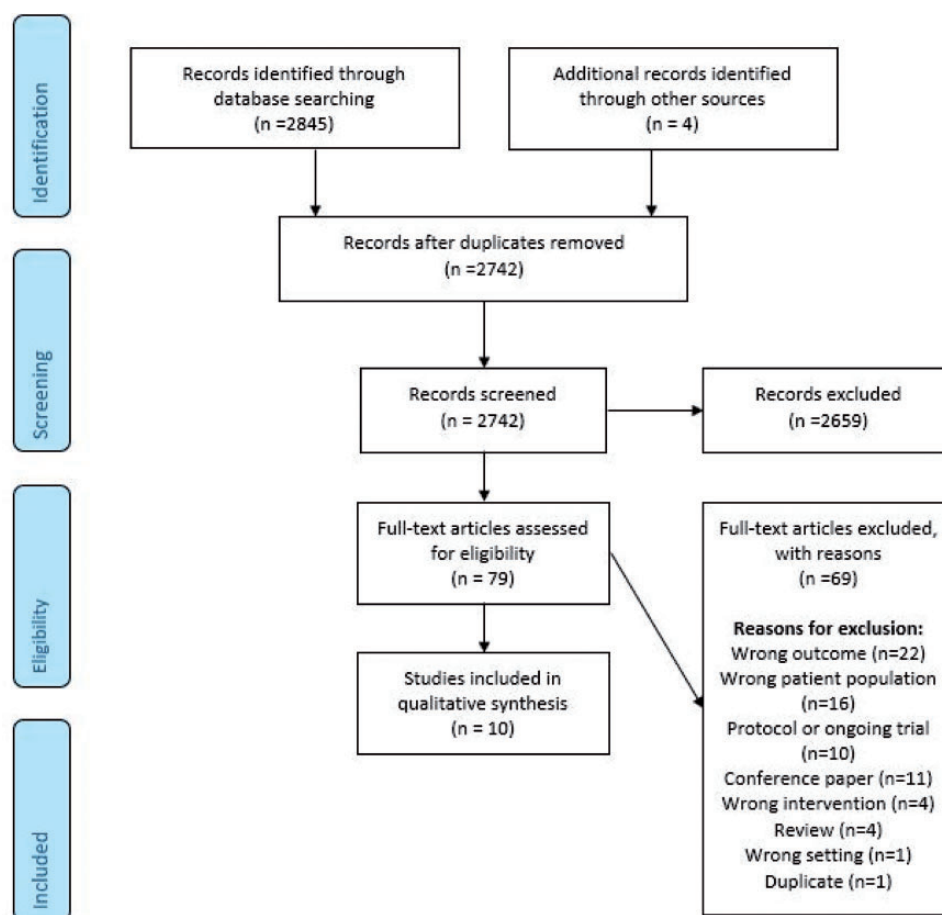 Identification
Records identified through
database searching
(n =2845)
Additional records identified
through other sources
(n = 4)
Records after duplicates removed
(n =2742)
Screening
Records screened
(n = 2742)
Records excluded
(n =2659)
Eligibility
Full-text articles assessed
for eligibility
(n = 79)
Full-text articles excluded,
with reasons
(n =69)
Reasons for exclusion:
Wrong outcome (n=22)
Wrong patient population
(n=16)
Protocol or ongoing trial
(n=10)
Conference paper (n=11)
Wrong intervention (n=4)
Review (n=4)
Wrong setting (n=1)
Duplicate (n=1)
Studies included in
qualitative synthesis
(n = 10)
Included